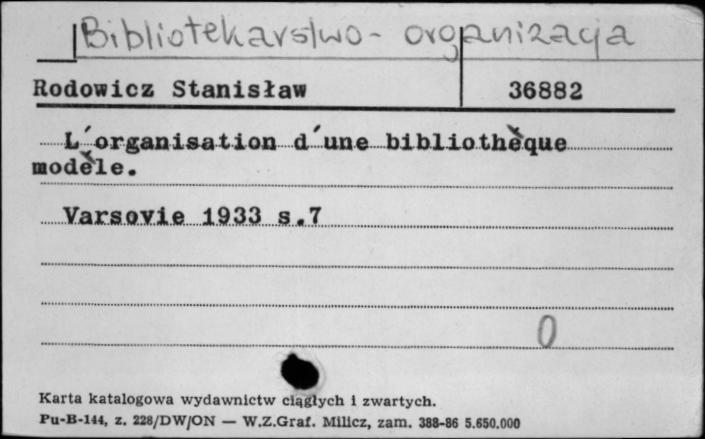 Bibliotekarstwo - organizacja
Rodowicz Stanisław 36882
L'organisation d'une bibliothèque
modèle.
Varsovie 1933 s.7
0
Karta katalogowa wydawnictw ciągłych i zwartych.
Pu-B-144, z. 228/DW/ON — W.Z.Graf. Milicz, zam. 388-86 5.650.000